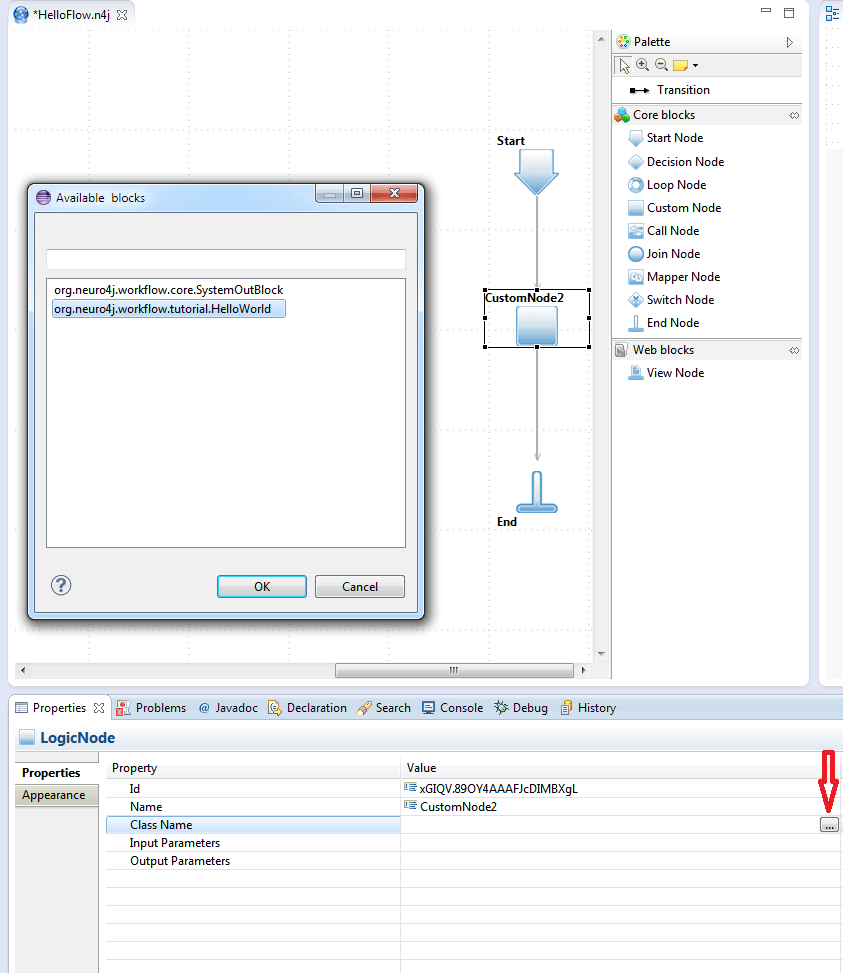 *HelloFlow.n4j
Palette
Transition
Core blocks
Start Node
Decision Node
Loop Node
Custom Node
Call Node
Join Node
Mapper Node
Switch Node
End Node
Web blocks
View Node
Start
CustomNode2
End
Available blocks
org.neuro4j.workflow.core.SystemOutBlock
org.neuro4j.workflow.tutorial.HelloWorld
?
OK
Cancel
Properties
Problems
@ Javadoc
Declaration
Search
Console
Debug
History
LogicNode
Properties
Appearance
Property Value
Id xGIQV.89OY4AAAFJcDIMBXgL
Name CustomNode2
Class Name ...
Input Parameters
Output Parameters